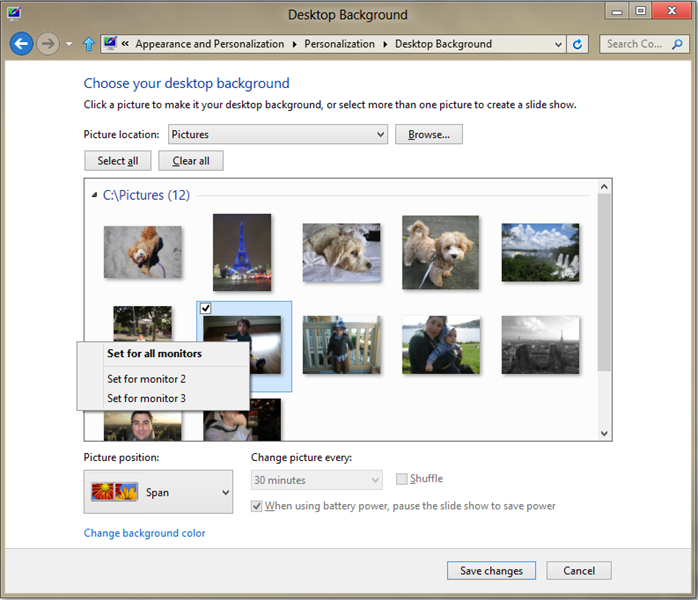 Desktop Background
« Appearance and Personalization ▸ Personalization ▸ Desktop Background
Search Co...
Choose your desktop background
Click a picture to make it your desktop background, or select more than one picture to create a slide show.
Picture location: Pictures Browse...
Select all Clear all
C:\Pictures (12)
Set for all monitors
Set for monitor 2
Set for monitor 3
Picture position: Change picture every:
Span 30 minutes Shuffle
When using battery power, pause the slide show to save power
Change background color
Save changes Cancel